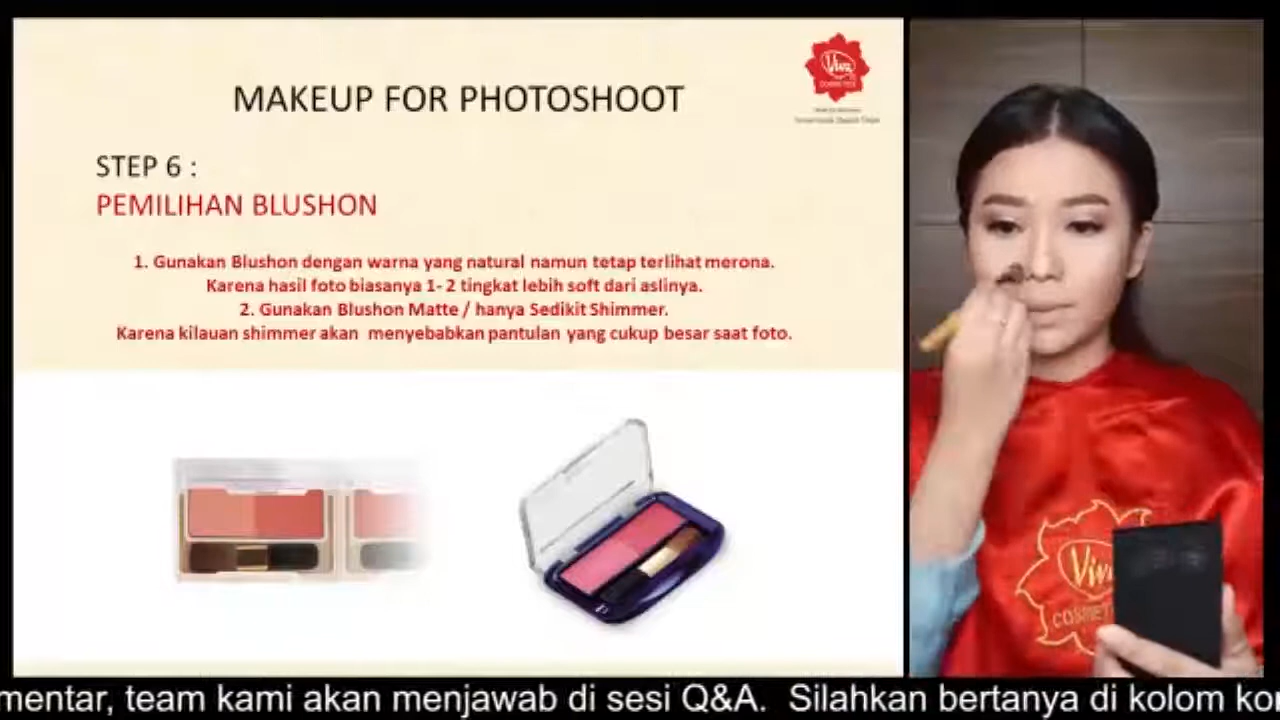 Viva
COSMETICS
MAKEUP FOR PHOTOSHOOT
STEP 6 :
PEMILIHAN BLUSHON
1. Gunakan Blushon dengan warna yang natural namun tetap terlihat merona.
Karena hasil foto biasanya 1- 2 tingkat lebih soft dari aslinya.
2. Gunakan Blushon Matte / hanya Sedikit Shimmer.
Karena kilauan shimmer akan menyebabkan pantulan yang cukup besar saat foto.
Viva
COSMET
mentar, team kami akan menjawab di sesi Q&A. Silahkan bertanya di kolom kor